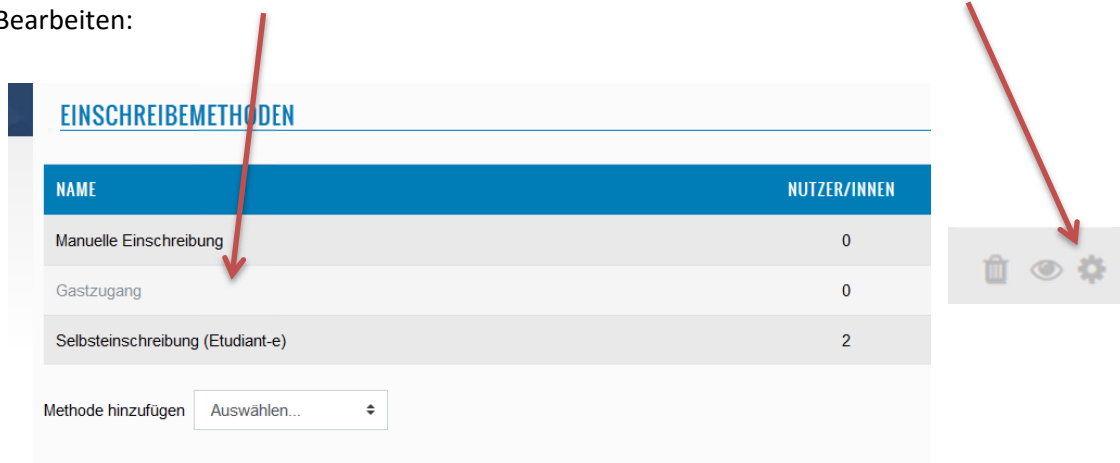 Bearbeiten:
EINSCHREIBEMETHODEN
NAME NUTZER/INNEN
Manuelle Einschreibung 0
Gastzugang 0
Selbsteinschreibung (Etudiant-e) 2
Methode hinzufügen Auswählen...